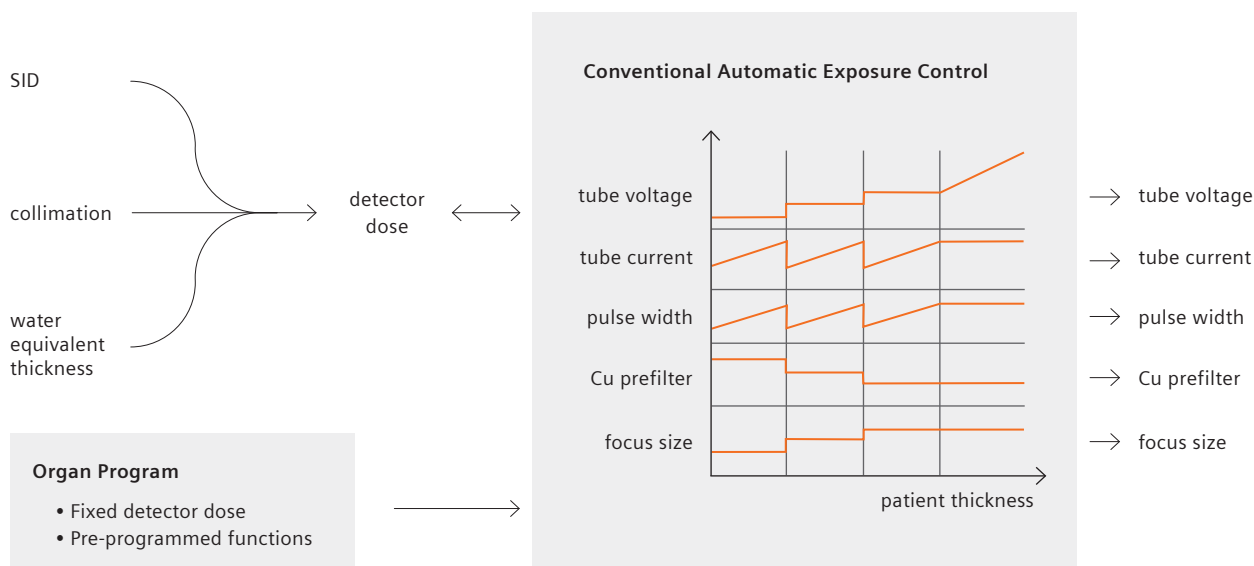 SID
collimation
water
equivalent
thickness
detector
dose
Organ Program
• Fixed detector dose
• Pre-programmed functions
Conventional Automatic Exposure Control
tube voltage
tube current
pulse width
Cu prefilter
focus size
patient thickness
tube voltage
tube current
pulse width
Cu prefilter
focus size